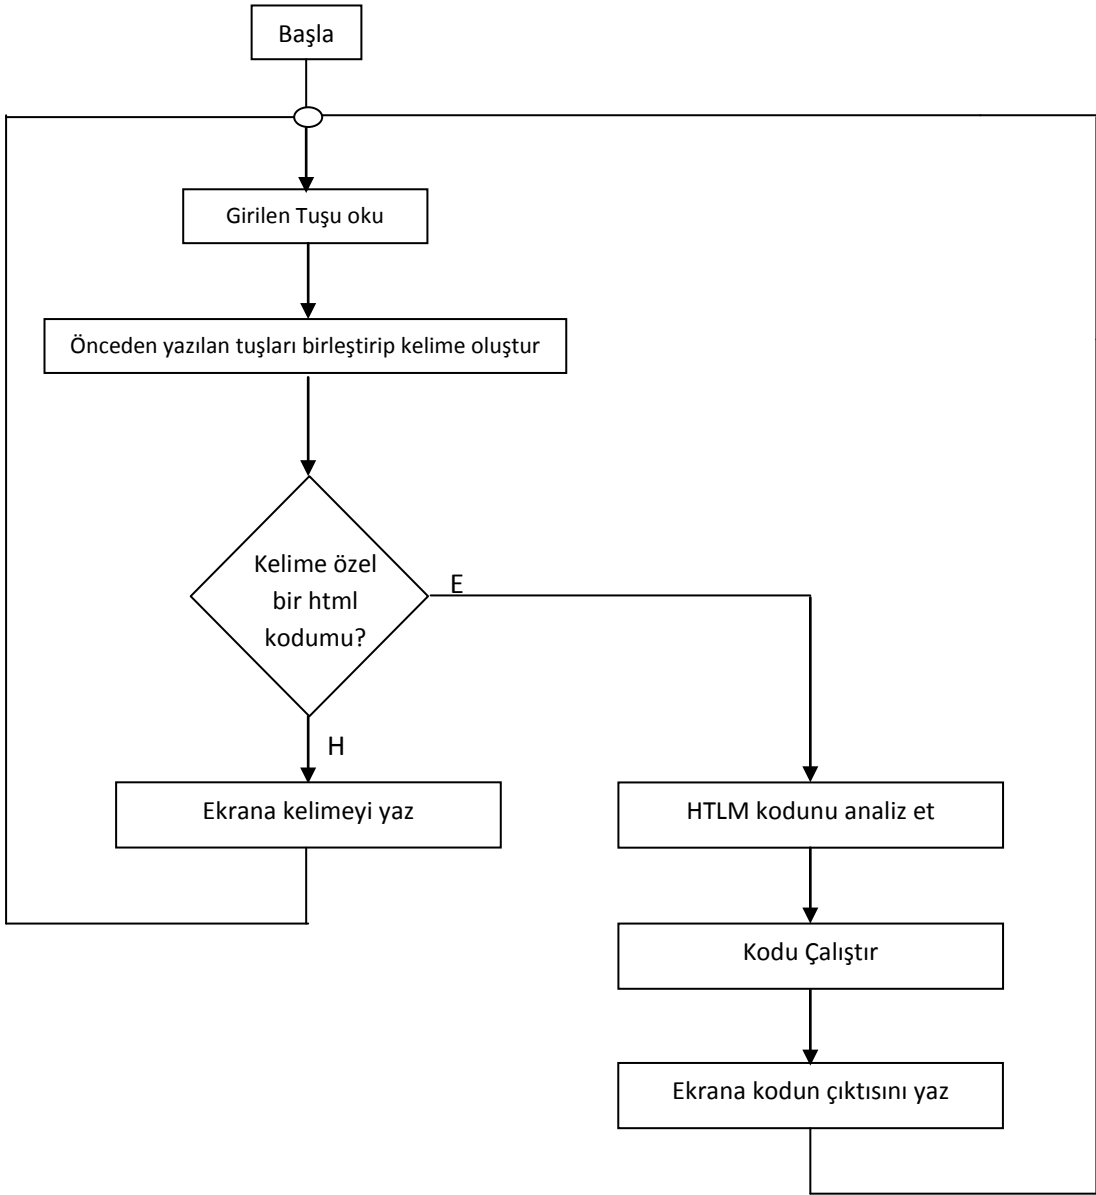 Başla
Girilen Tuşu oku
Önceden yazılan tuşları birleştirip kelime oluştur
Kelime özel
bir html
kodumu?
E
H
Ekrana kelimeyi yaz
HTLM kodunu analiz et
Kodu Çalıştır
Ekrana kodun çıktısını yaz